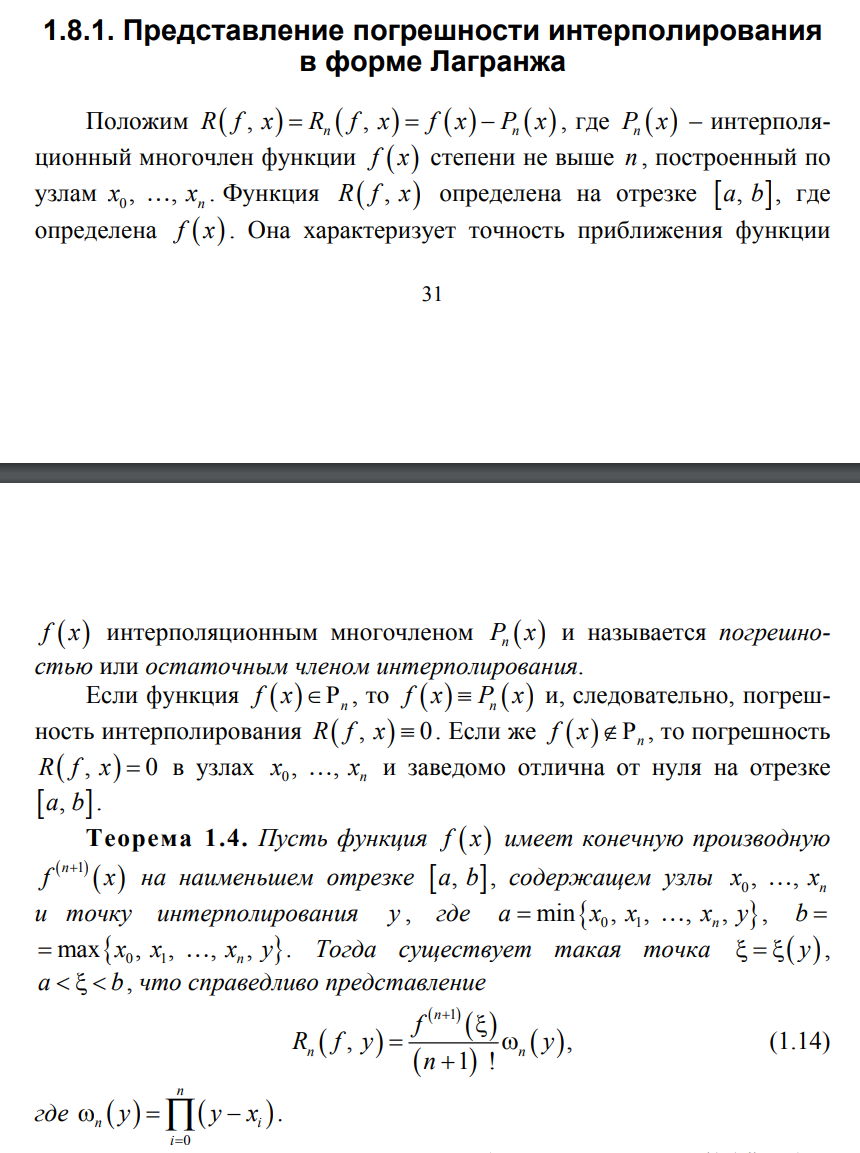 1.8.1. Представление погрешности интерполирования
в форме Лагранжа
Положим R(f, x) = Rₙ(f, x) = f(x) − Pₙ(x), где Pₙ(x) – интерполя-
ционный многочлен функции f(x) степени не выше n, построенный по
узлам x₀, …, xₙ. Функция R(f, x) определена на отрезке [a, b], где
определена f(x). Она характеризует точность приближения функции
31
f(x) интерполяционным многочленом Pₙ(x) и называется погрешно-
стью или остаточным членом интерполирования.
Если функция f(x) ∈ Pₙ, то f(x) ≡ Pₙ(x) и, следовательно, погреш-
ность интерполирования R(f, x) ≡ 0. Если же f(x) ∉ Pₙ, то погрешность
R(f, x) = 0 в узлах x₀, …, xₙ и заведомо отлична от нуля на отрезке
[a, b].
Теорема 1.4. Пусть функция f(x) имеет конечную производную
f⁽ⁿ⁺¹⁾(x) на наименьшем отрезке [a, b], содержащем узлы x₀, …, xₙ
и точку интерполирования y, где a = min{x₀, x₁, …, xₙ, y}, b =
= max{x₀, x₁, …, xₙ, y}. Тогда существует такая точка ξ = ξ(y),
a < ξ < b, что справедливо представление
Rₙ(f, y) = f⁽ⁿ⁺¹⁾(ξ) / (n + 1) ! ωₙ(y), (1.14)
где ωₙ(y) = ∏ⁿᵢ₌₀ (y − xᵢ).